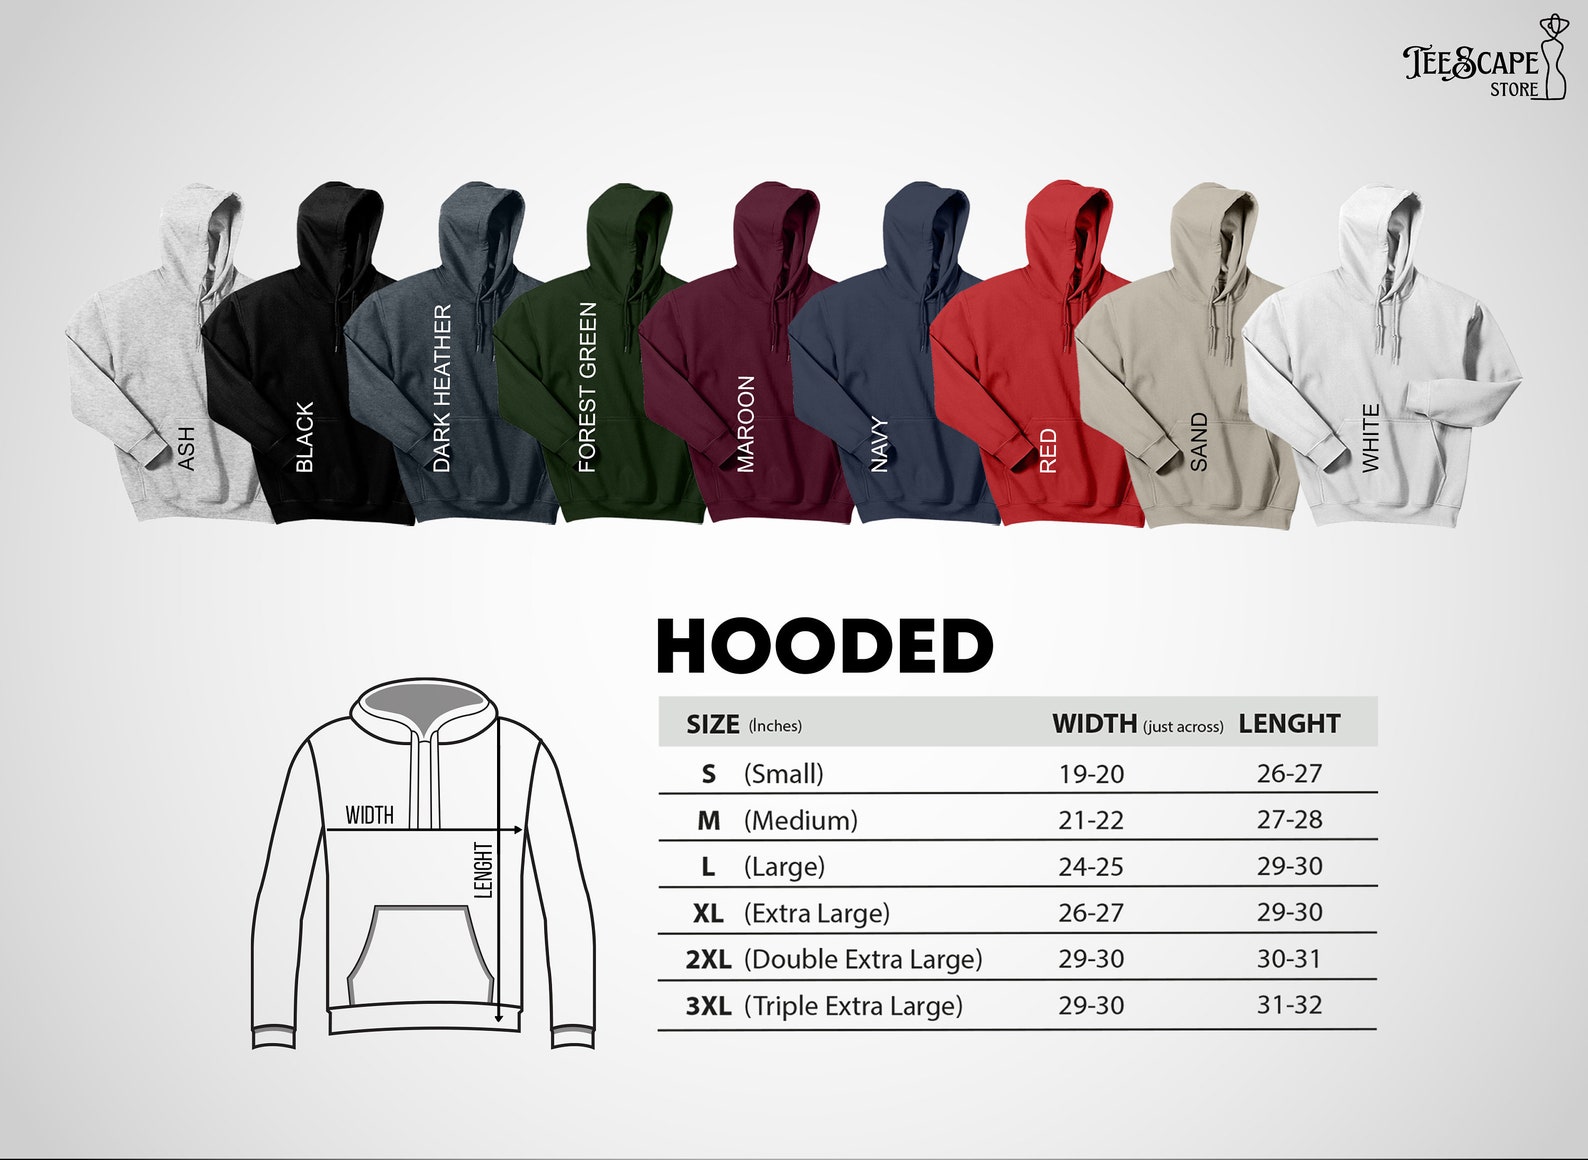 TEESCAPE
STORE
ASH
BLACK
DARK HEATHER
FOREST GREEN
MAROON
NAVY
RED
SAND
WHITE
HOODED
SIZE (Inches) WIDTH (just across) LENGHT
S (Small) 19-20 26-27
M (Medium) 21-22 27-28
L (Large) 24-25 29-30
XL (Extra Large) 26-27 29-30
2XL (Double Extra Large) 29-30 30-31
3XL (Triple Extra Large) 29-30 31-32
WIDTH
LENGHT